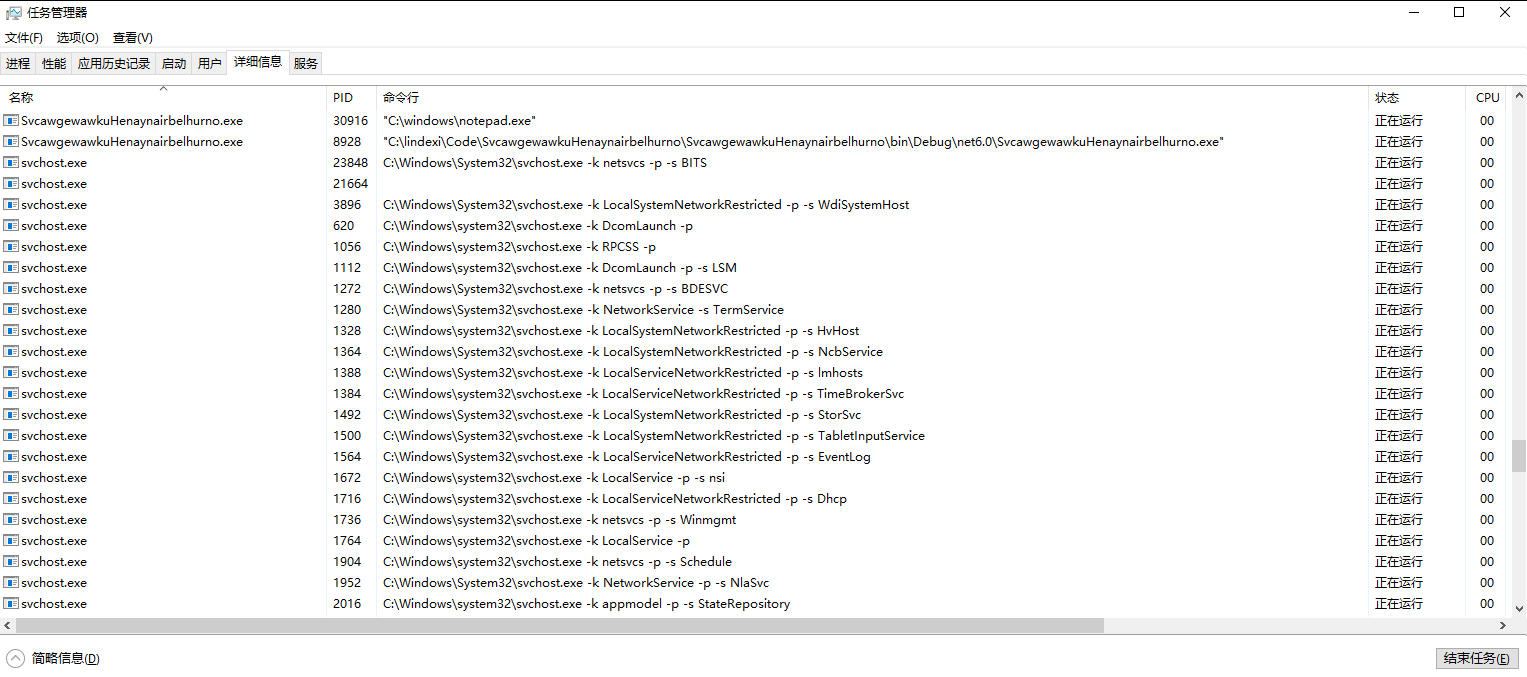 任务管理器
文件(F) 选项(O) 查看(V)
进程 性能 应用历史记录 启动 用户 详细信息 服务
名称 PID 命令行 状态 CPU
SvcawgewawkuHenaynairbelhurno.exe 30916 "C:\windows\notepad.exe" 正在运行 00
SvcawgewawkuHenaynairbelhurno.exe 8928 "C:\lindexi\Code\SvcawgewawkuHenaynairbelhurno\SvcawgewawkuHenaynairbelhurno\bin\Debug\net6.0\SvcawgewawkuHenaynairbelhurno.exe" 正在运行 00
svchost.exe 23848 C:\Windows\System32\svchost.exe -k netsvcs -p -s BITS 正在运行 00
svchost.exe 21664 正在运行 00
svchost.exe 3896 C:\Windows\System32\svchost.exe -k LocalSystemNetworkRestricted -p -s WdiSystemHost 正在运行 00
svchost.exe 620 C:\Windows\system32\svchost.exe -k DcomLaunch -p 正在运行 00
svchost.exe 1056 C:\Windows\system32\svchost.exe -k RPCSS -p 正在运行 00
svchost.exe 1112 C:\Windows\system32\svchost.exe -k DcomLaunch -p -s LSM 正在运行 00
svchost.exe 1272 C:\Windows\System32\svchost.exe -k netsvcs -p -s BDESVC 正在运行 00
svchost.exe 1280 C:\Windows\System32\svchost.exe -k NetworkService -s TermService 正在运行 00
svchost.exe 1328 C:\Windows\System32\svchost.exe -k LocalSystemNetworkRestricted -p -s HvHost 正在运行 00
svchost.exe 1364 C:\Windows\System32\svchost.exe -k LocalSystemNetworkRestricted -p -s NcbService 正在运行 00
svchost.exe 1388 C:\Windows\system32\svchost.exe -k LocalServiceNetworkRestricted -p -s lmhosts 正在运行 00
svchost.exe 1384 C:\Windows\system32\svchost.exe -k LocalServiceNetworkRestricted -p -s TimeBrokerSvc 正在运行 00
svchost.exe 1492 C:\Windows\System32\svchost.exe -k LocalSystemNetworkRestricted -p -s StorSvc 正在运行 00
svchost.exe 1500 C:\Windows\System32\svchost.exe -k LocalSystemNetworkRestricted -p -s TabletInputService 正在运行 00
svchost.exe 1564 C:\Windows\System32\svchost.exe -k LocalServiceNetworkRestricted -p -s EventLog 正在运行 00
svchost.exe 1672 C:\Windows\system32\svchost.exe -k LocalService -p -s nsi 正在运行 00
svchost.exe 1716 C:\Windows\system32\svchost.exe -k LocalServiceNetworkRestricted -p -s Dhcp 正在运行 00
svchost.exe 1736 C:\Windows\system32\svchost.exe -k netsvcs -p -s Winmgmt 正在运行 00
svchost.exe 1764 C:\Windows\system32\svchost.exe -k LocalService -p 正在运行 00
svchost.exe 1904 C:\Windows\system32\svchost.exe -k netsvcs -p -s Schedule 正在运行 00
svchost.exe 1952 C:\Windows\System32\svchost.exe -k NetworkService -p -s NlaSvc 正在运行 00
svchost.exe 2016 C:\Windows\system32\svchost.exe -k appmodel -p -s StateRepository 正在运行 00
简略信息(D) 结束任务(E)